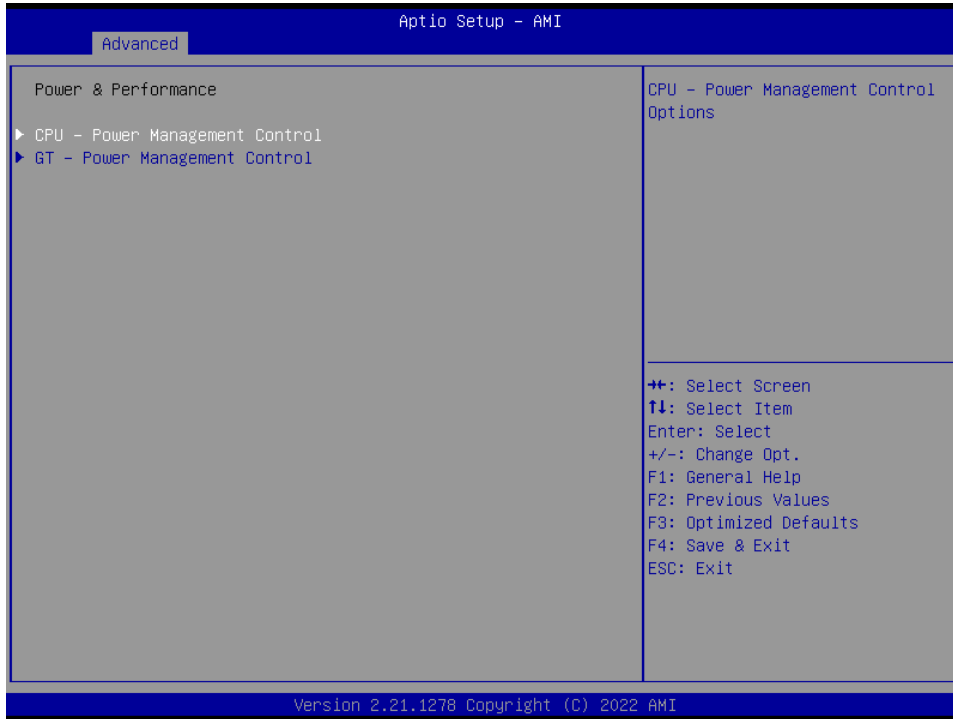 Aptio Setup – AMI
Advanced
Power & Performance
▶ CPU – Power Management Control
▶ GT – Power Management Control
CPU – Power Management Control
Options
→←: Select Screen
↑↓: Select Item
Enter: Select
+/-: Change Opt.
F1: General Help
F2: Previous Values
F3: Optimized Defaults
F4: Save & Exit
ESC: Exit
Version 2.21.1278 Copyright (C) 2022 AMI